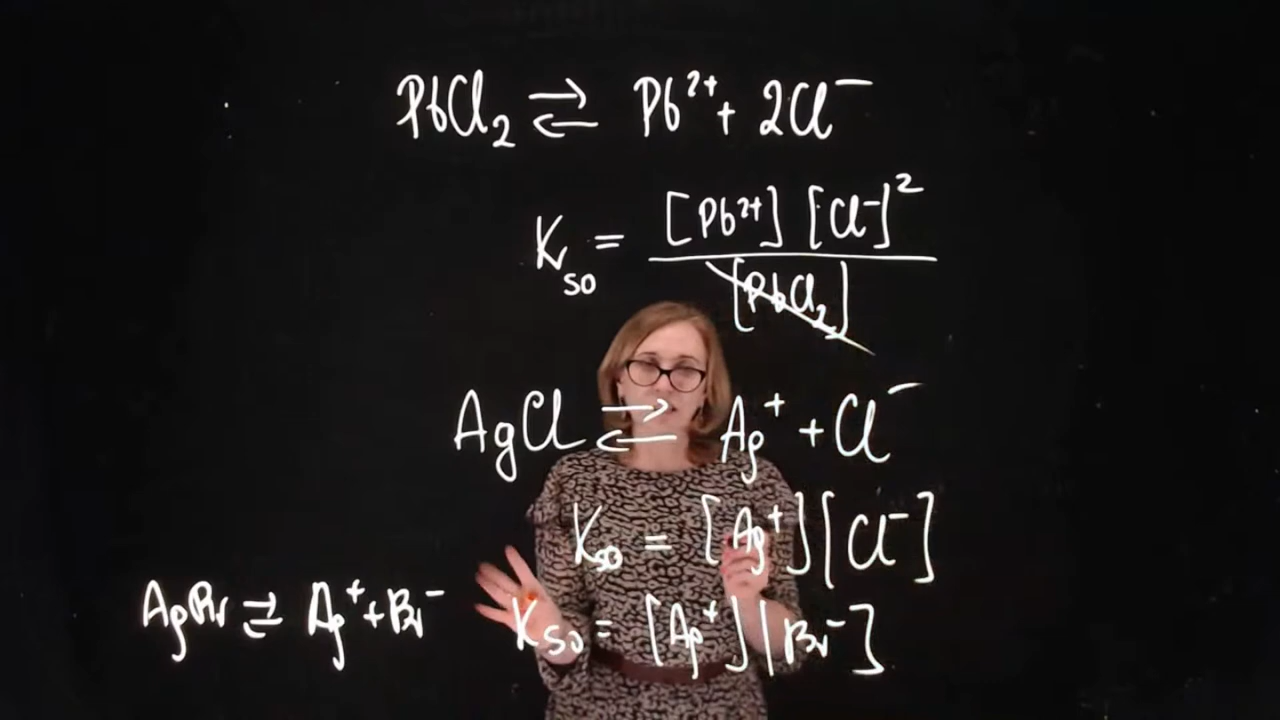 PbCl₂ ⇌ Pb²⁺ + 2Cl⁻
Kso = [Pb²⁺] [Cl⁻]² / [PbCl₂]
AgCl ⇌ Ag⁺ + Cl⁻
Kso = [Ag⁺][Cl⁻]
AgBr ⇌ Ag⁺ + Br⁻
Kso = [Ag⁺][Br⁻]